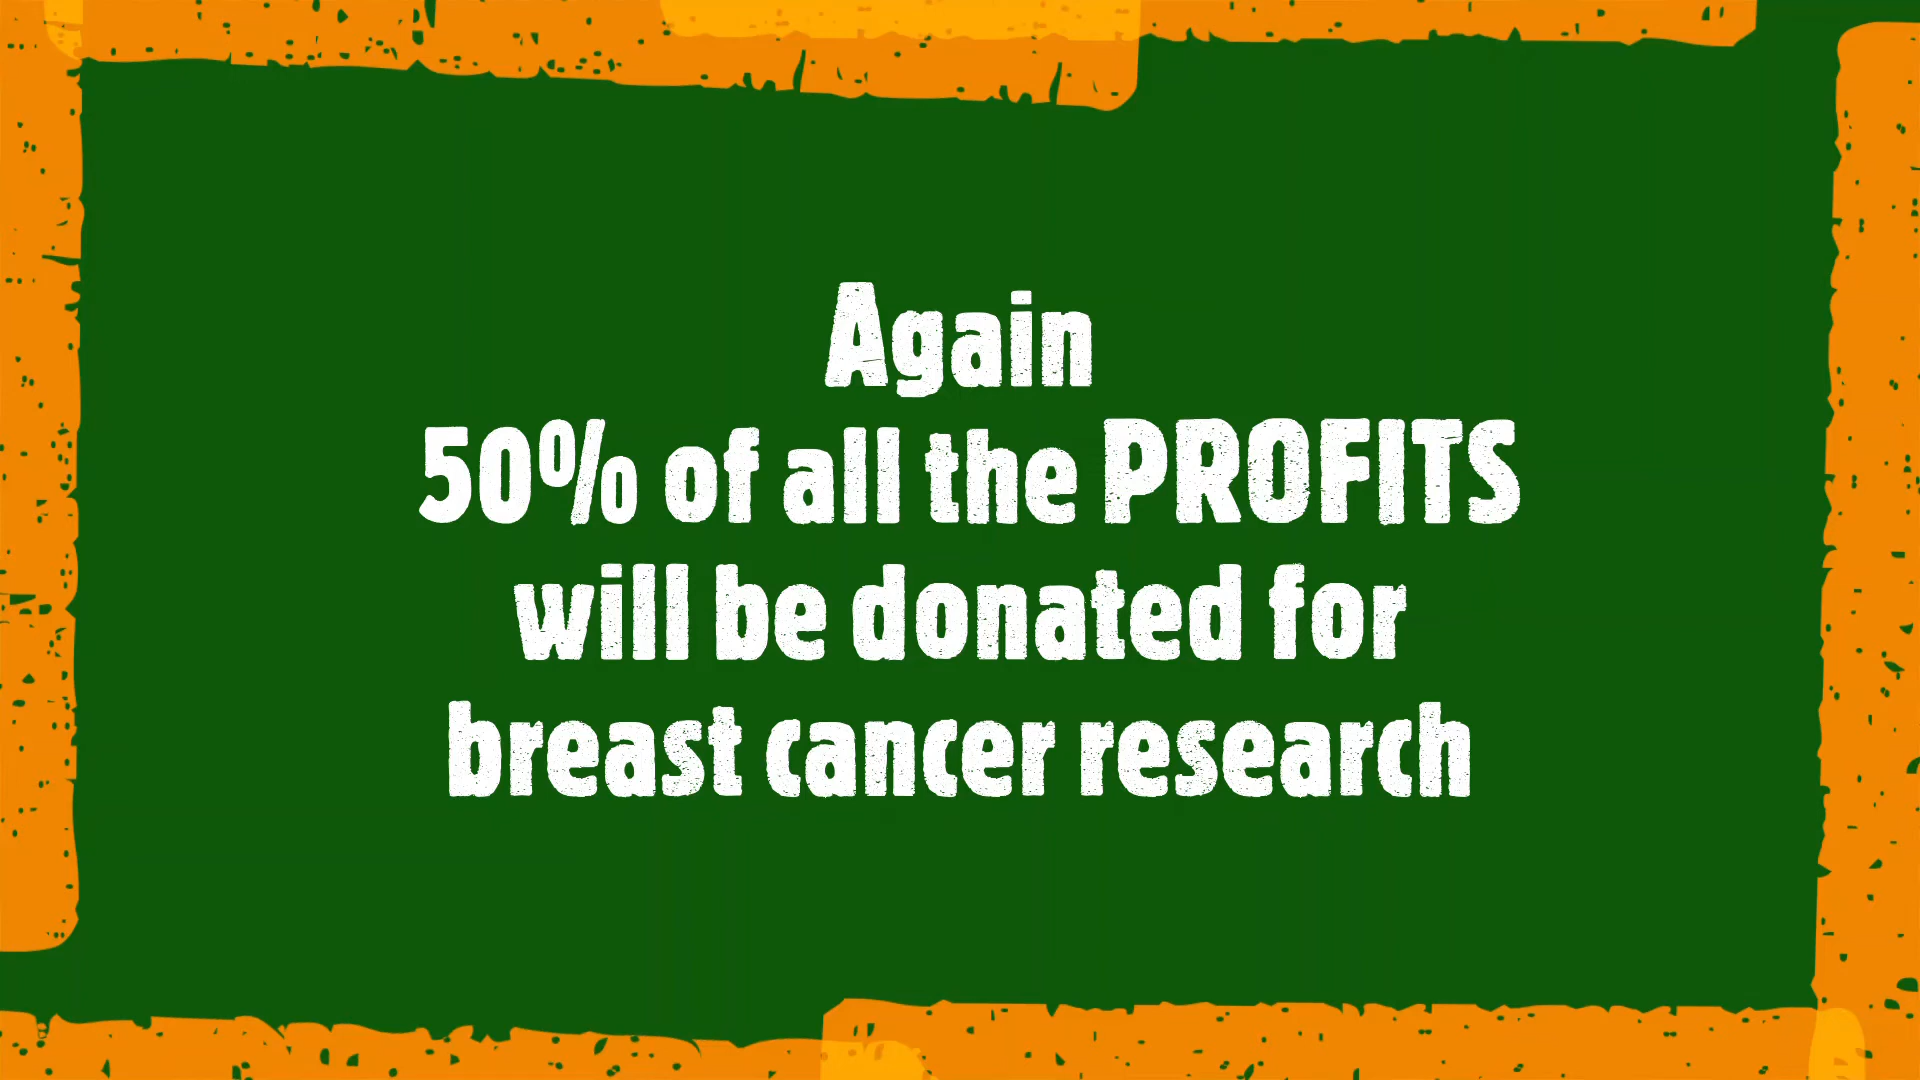 Again
50% of all the PROFITS
will be donated for
breast cancer research